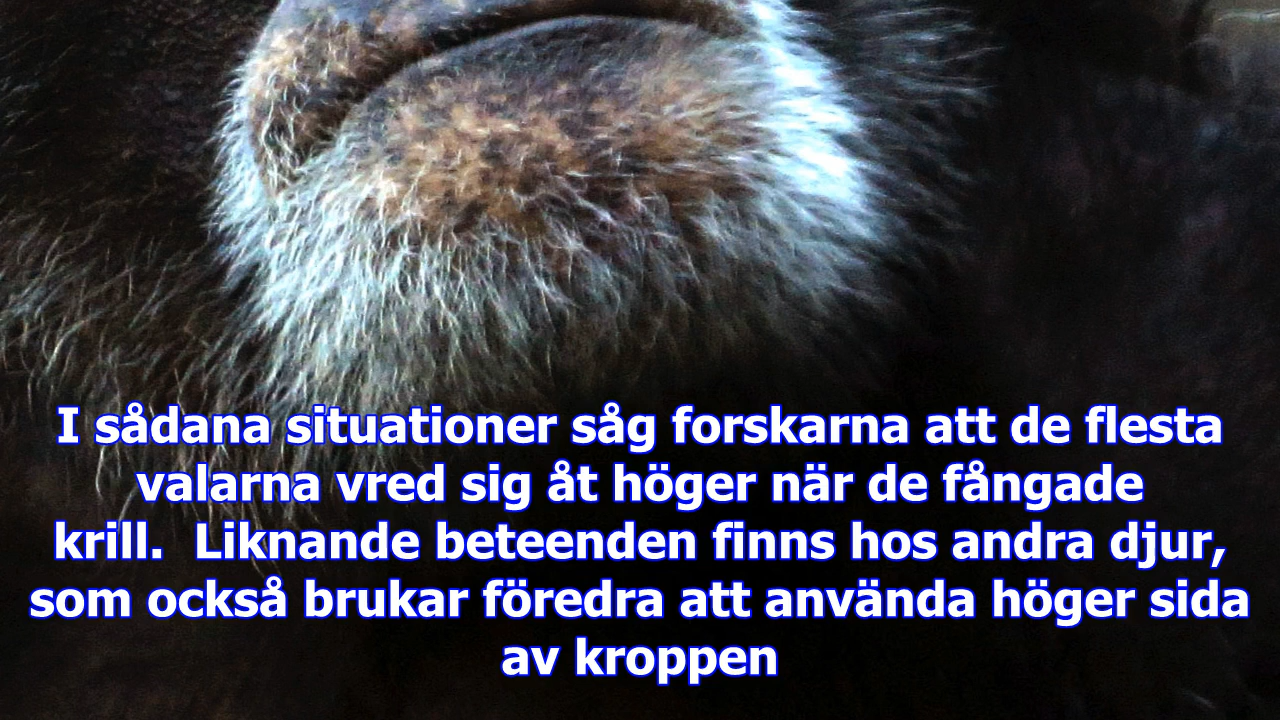 I sådana situationer såg forskarna att de flesta
valarna vred sig åt höger när de fångade
krill.  Liknande beteenden finns hos andra djur,
som också brukar föredra att använda höger sida
av kroppen